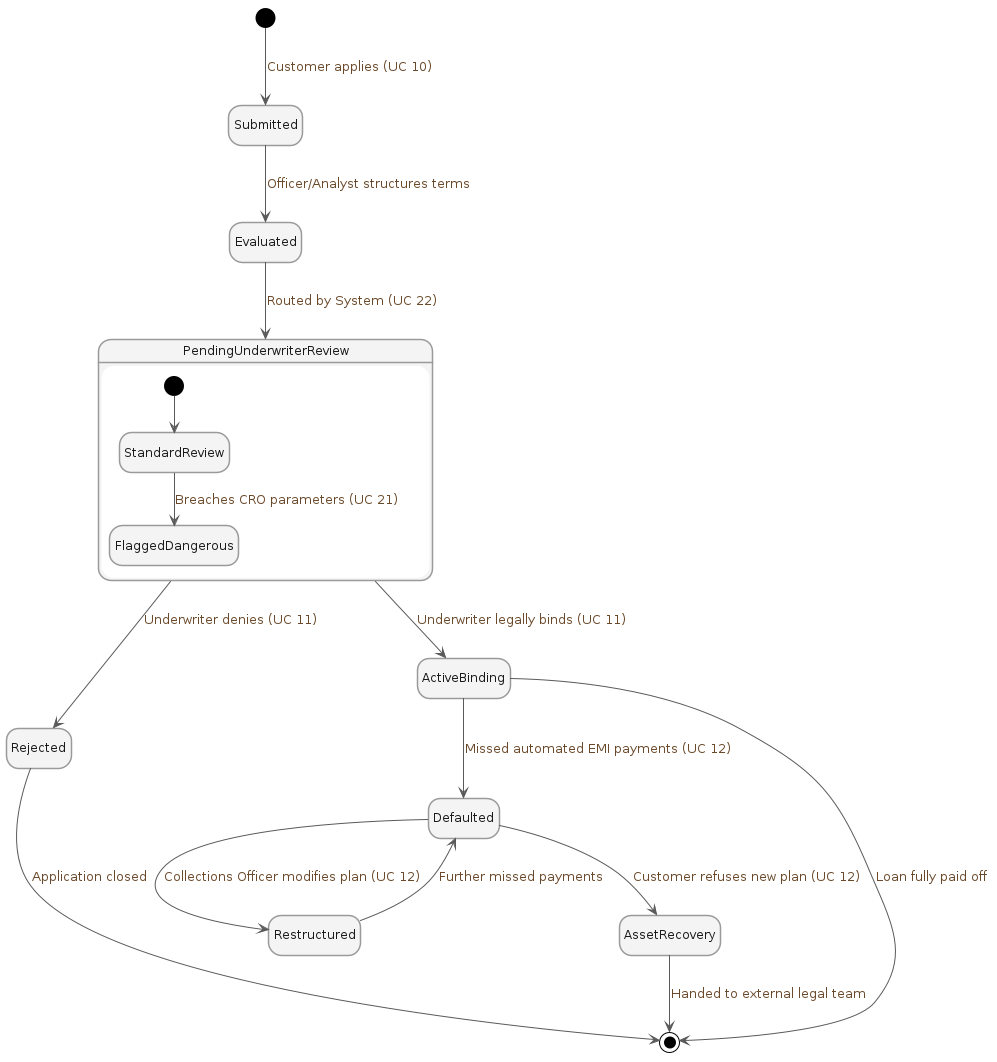 Customer applies (UC 10)
Submitted
Officer/Analyst structures terms
Evaluated
Routed by System (UC 22)
PendingUnderwriterReview
StandardReview
Breaches CRO parameters (UC 21)
FlaggedDangerous
Underwriter denies (UC 11)
Underwriter legally binds (UC 11)
ActiveBinding
Rejected
Missed automated EMI payments (UC 12)
Defaulted
Application closed
Collections Officer modifies plan (UC 12)
Further missed payments
Customer refuses new plan (UC 12)
Loan fully paid off
Restructured
AssetRecovery
Handed to external legal team